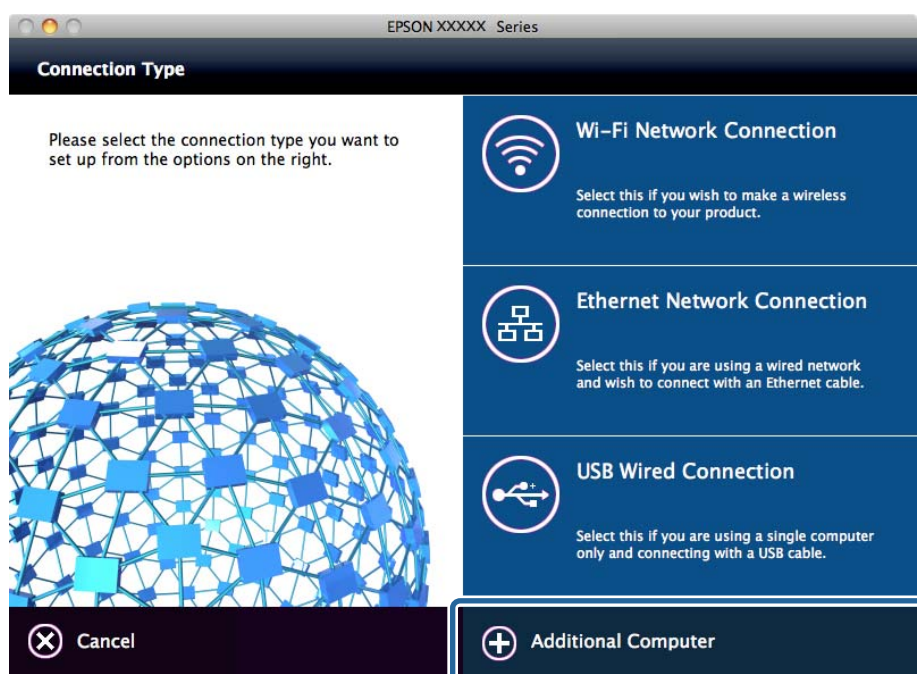 EPSON XXXXX Series
Connection Type
Please select the connection type you want to
set up from the options on the right.
Wi-Fi Network Connection
Select this if you wish to make a wireless
connection to your product.
Ethernet Network Connection
Select this if you are using a wired network
and wish to connect with an Ethernet cable.
USB Wired Connection
Select this if you are using a single computer
only and connecting with a USB cable.
Cancel
Additional Computer